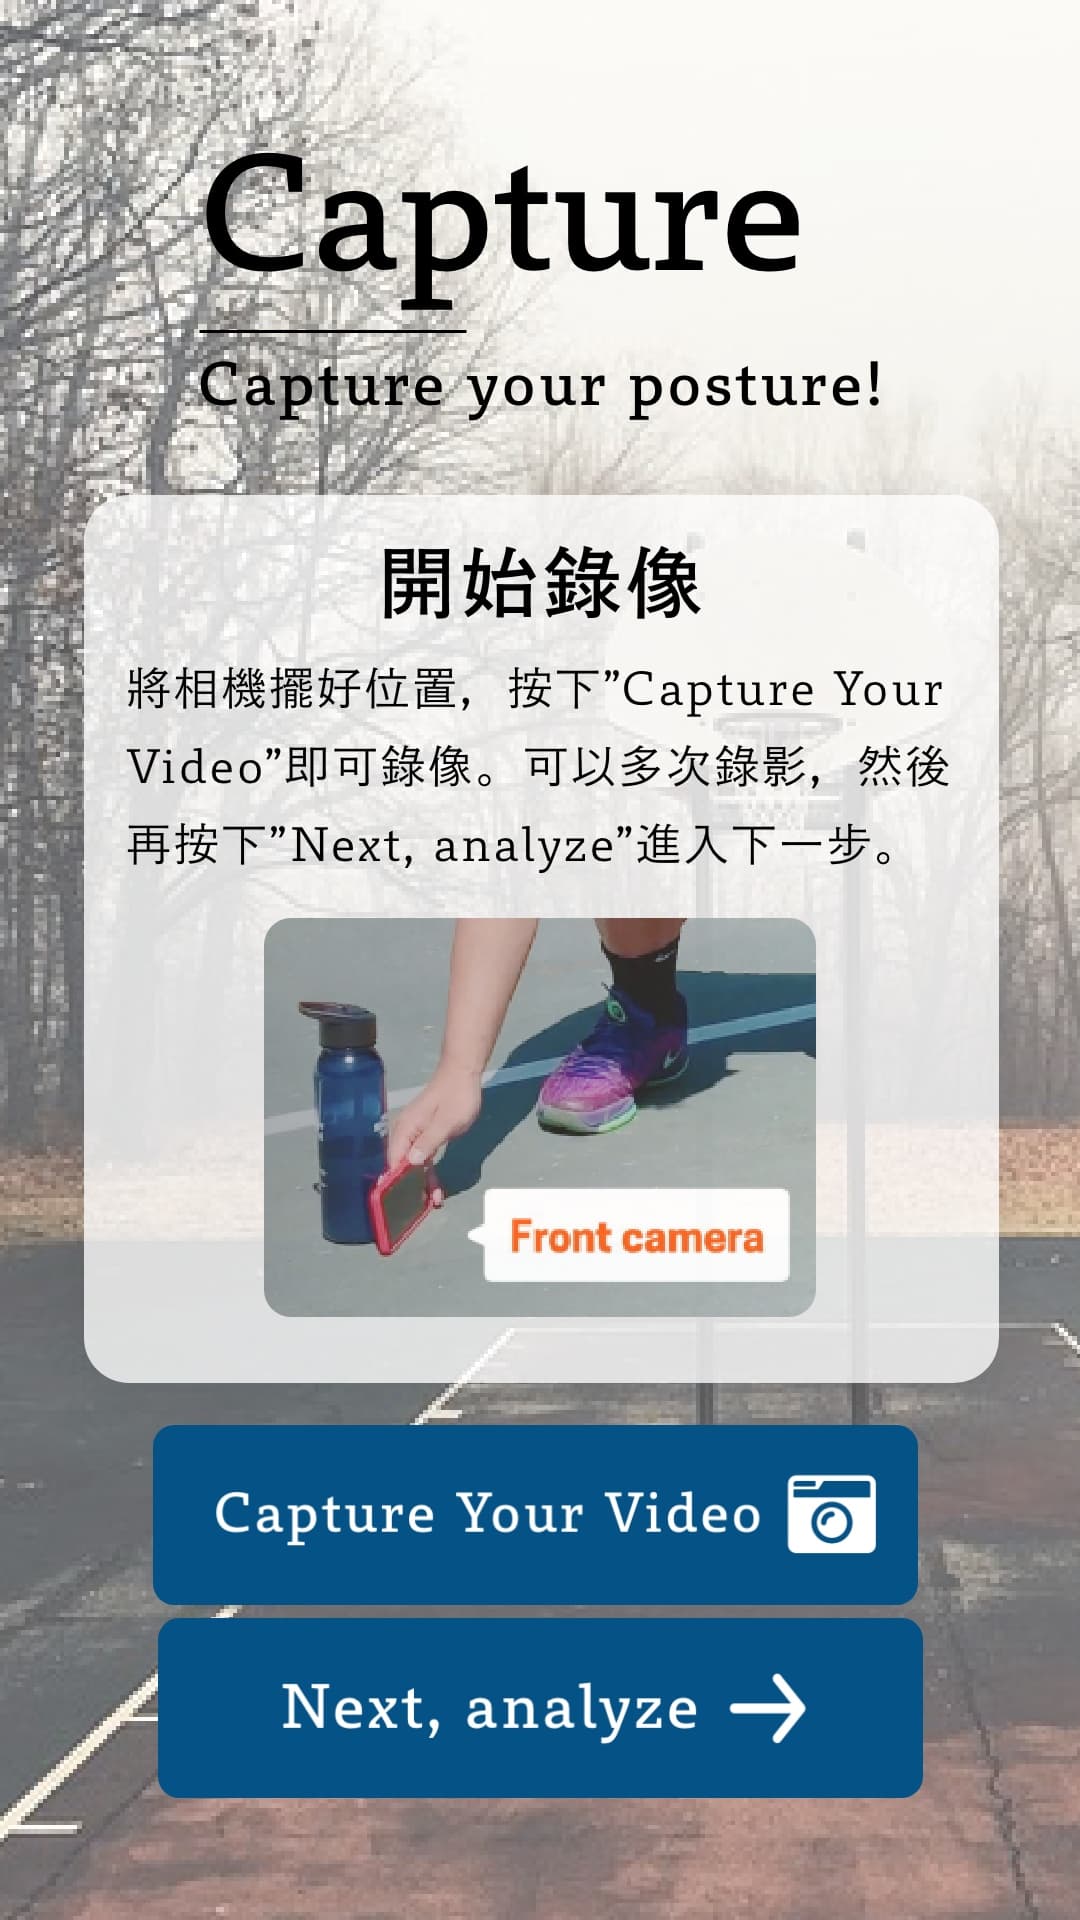 Capture
Capture your posture!
開始錄像
將相機擺好位置，按下”Capture Your
Video”即可錄像。可以多次錄影，然後
再按下”Next, analyze”進入下一步。
Front camera
Capture Your Video
Next, analyze